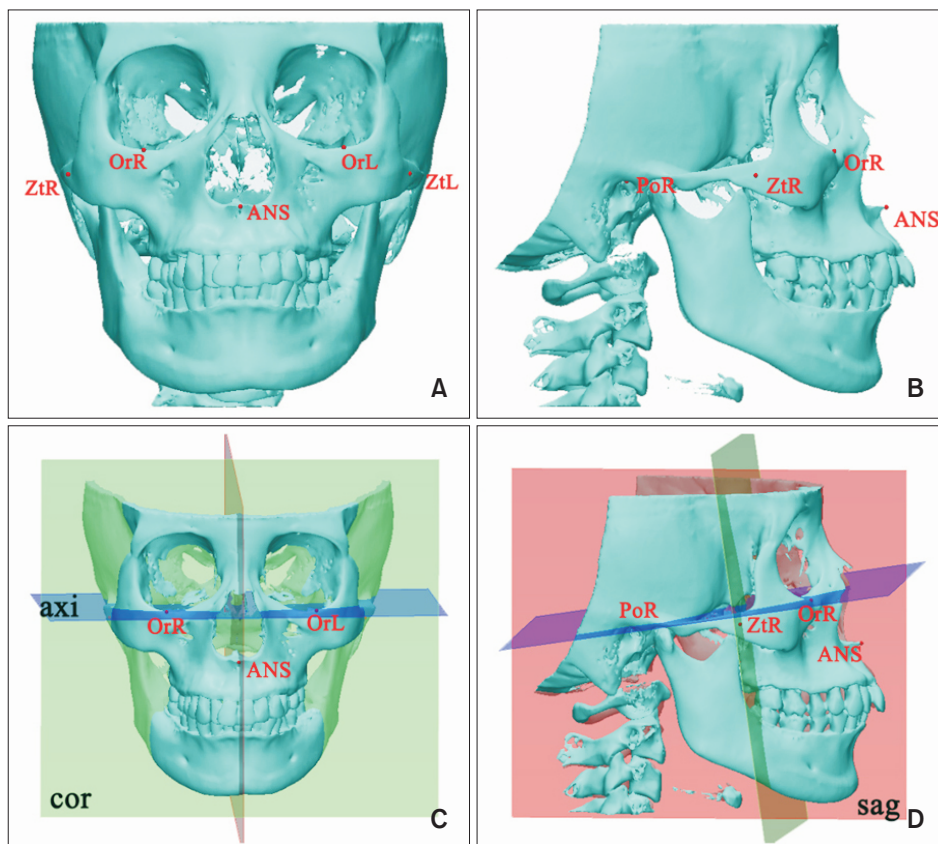 OrR
OrL
ZtR
ZtL
ANS
A
OrR
PoR
ZtR
ANS
B
axi
OrR
OrL
ANS
cor
C
PoR
OrR
ZtR
ANS
sag
D